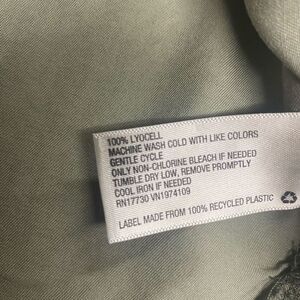 100% LYOCELL
MACHINE WASH COLD WITH LIKE COLORS
GENTLE CYCLE
ONLY NON-CHLORINE BLEACH IF NEEDED
TUMBLE DRY LOW, REMOVE PROMPTLY
COOL IRON IF NEEDED
RN17730 VN1974109
LABEL MADE FROM 100% RECYCLED PLASTIC